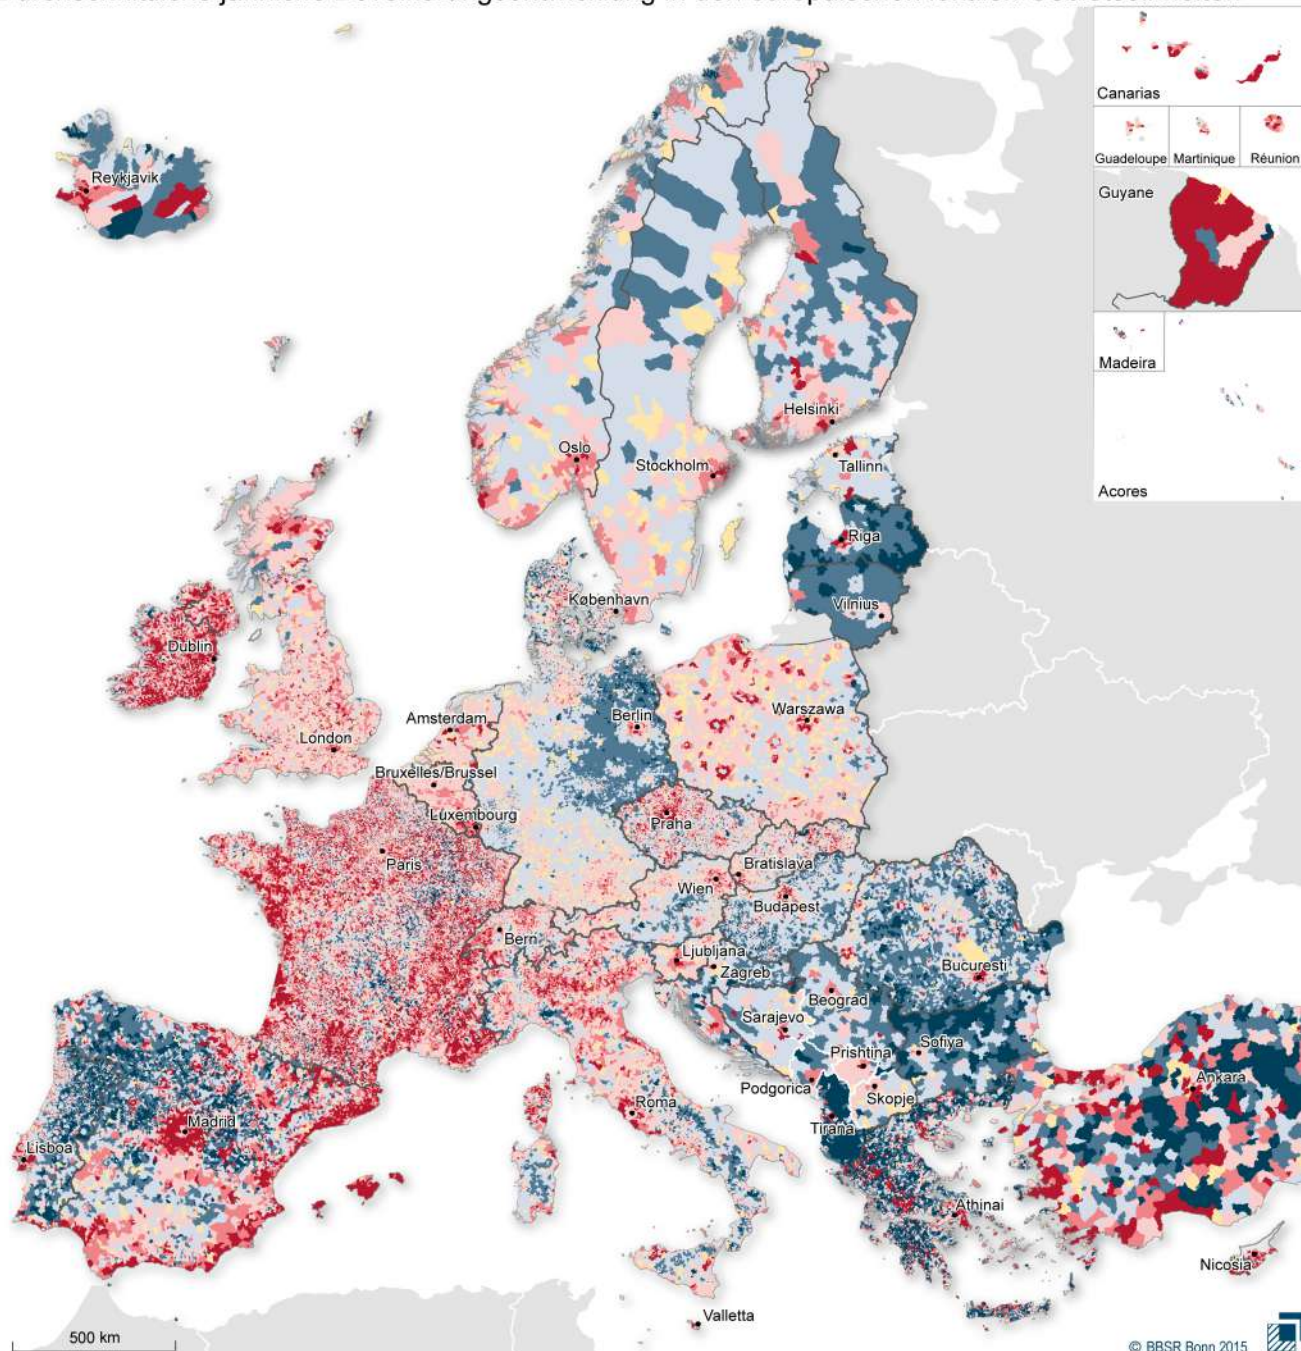 Canarias
Guadeloupe
Martinique
Réunion
Guyane
Reykjavik
Madeira
Acores
Helsinki
Oslo
Stockholm
Tallinn
Riga
København
Vilnius
Dublin
Berlin
Warszawa
Amsterdam
London
Bruxelles/Brussel
Luxembourg
Praha
Paris
Bratislava
Wien
Budapest
Bern
Ljubljana
Zagreb
Bucuresti
Beograd
Sarajevo
Prishtina
Sofiya
Podgorica
Skopje
Ankara
Roma
Madrid
Tirana
Lisboa
Athinai
Nicosia
Valletta
500 km
© BBSR Bonn 2015